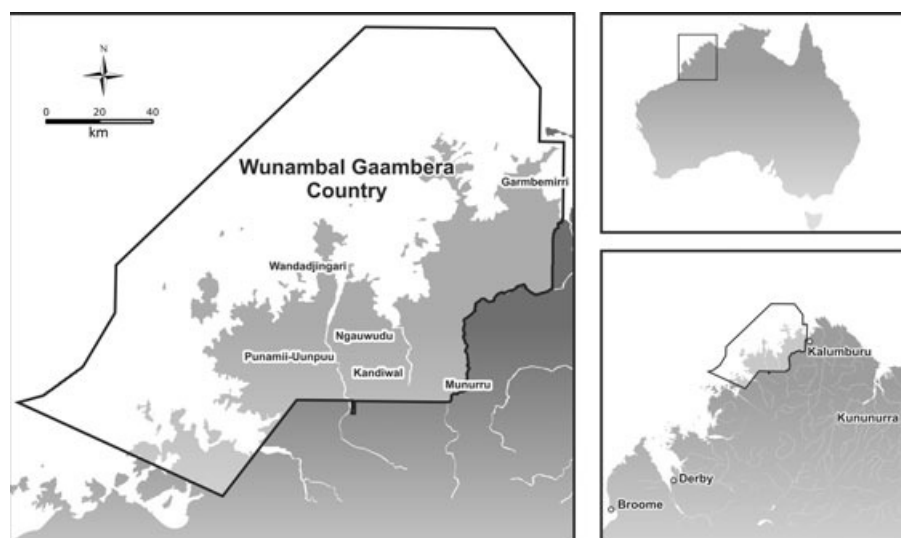 N
0 20 40
km
Wunambal Gaambera
Country
Garmbemirri
Wandadjingari
Ngauwudu
Punamii-Uunpuu
Kandiwal
Munurru
Kalumburu
Kununurra
Derby
Broome